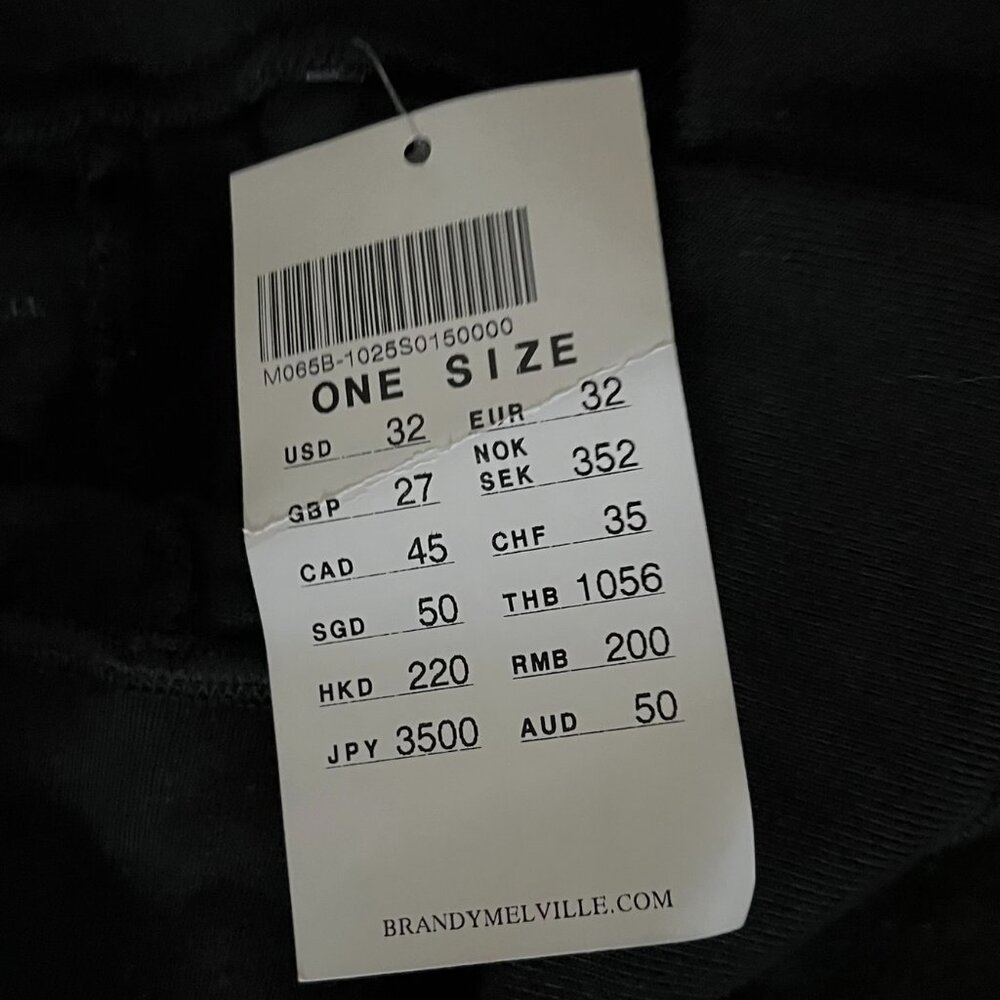 M065B-1025S0150000
ONE SIZE
USD 32 EUR 32
GBP 27 NOK SEK 352
CAD 45 CHF 35
SGD 50 THB 1056
HKD 220 RMB 200
JPY 3500 AUD 50
BRANDYMELVILLE.COM